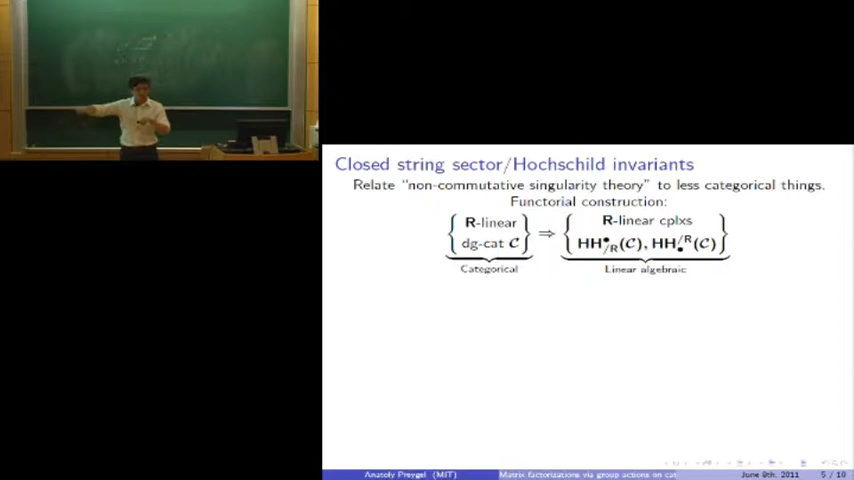 Closed string sector/Hochschild invariants
Relate "non-commutative singularity theory" to less categorical things.
Functorial construction:
{ R-linear dg-cat C } ⇒ { R-linear cplxs HH^•_{/R}(C), HH_•^{/R}(C) }
Categorical Linear algebraic
Anatoly Preygel (MIT) Matrix factorizations via group actions on cat June 8th, 2011 5 / 19